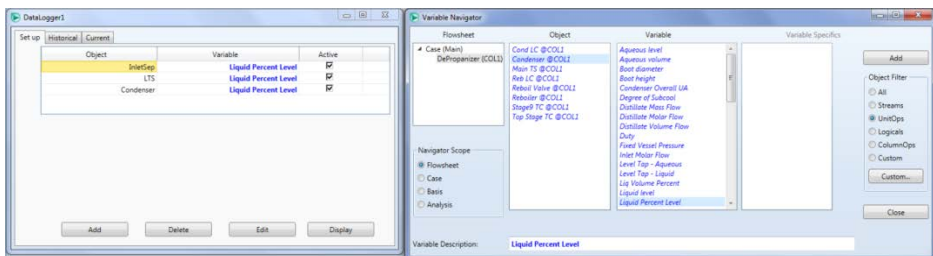 DataLogger1
Set up Historical Current
Object Variable Active
InletSep Liquid Percent Level
LTS Liquid Percent Level
Condenser Liquid Percent Level
Add Delete Edit Display
Variable Navigator
Flowsheet Object Variable Variable Specifics
Case (Main)
DePropanizer (COL1)
Navigator Scope
Flowsheet
Case
Basis
Analysis
Cond LC @COL1
Condenser @COL1
Main TS @COL1
Reb LC @COL1
Reboil Valve @COL1
Reboiler @COL1
Stage9 TC @COL1
Top Stage TC @COL1
Aqueous level
Aqueous volume
Boot diameter
Boot height
Condenser Overall UA
Degree of Subcool
Distillate Mass Flow
Distillate Molar Flow
Distillate Volume Flow
Duty
Fixed Vessel Pressure
Inlet Molar Flow
Level Tap - Aqueous
Level Tap - Liquid
Liq Volume Percent
Liquid level
Liquid Percent Level
Add
Object Filter
All
Streams
UnitOps
Logicals
ColumnOps
Custom
Custom...
Close
Variable Description: Liquid Percent Level